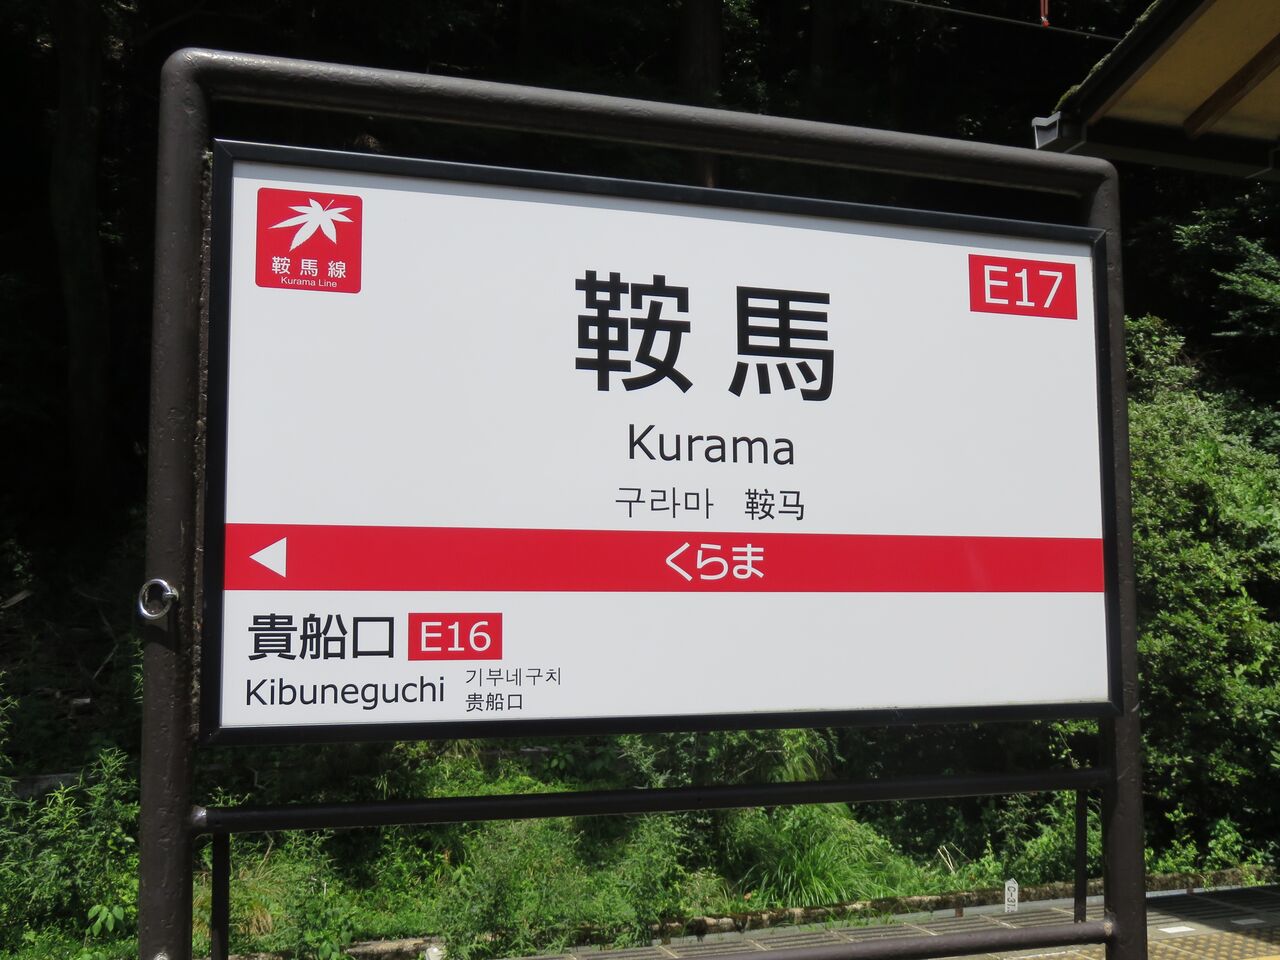 鞍馬線
Kurama Line
E17
鞍馬
Kurama
구라마 鞍马
くらま
貴船口 E16
Kibuneguchi
기부네구치
贵船口